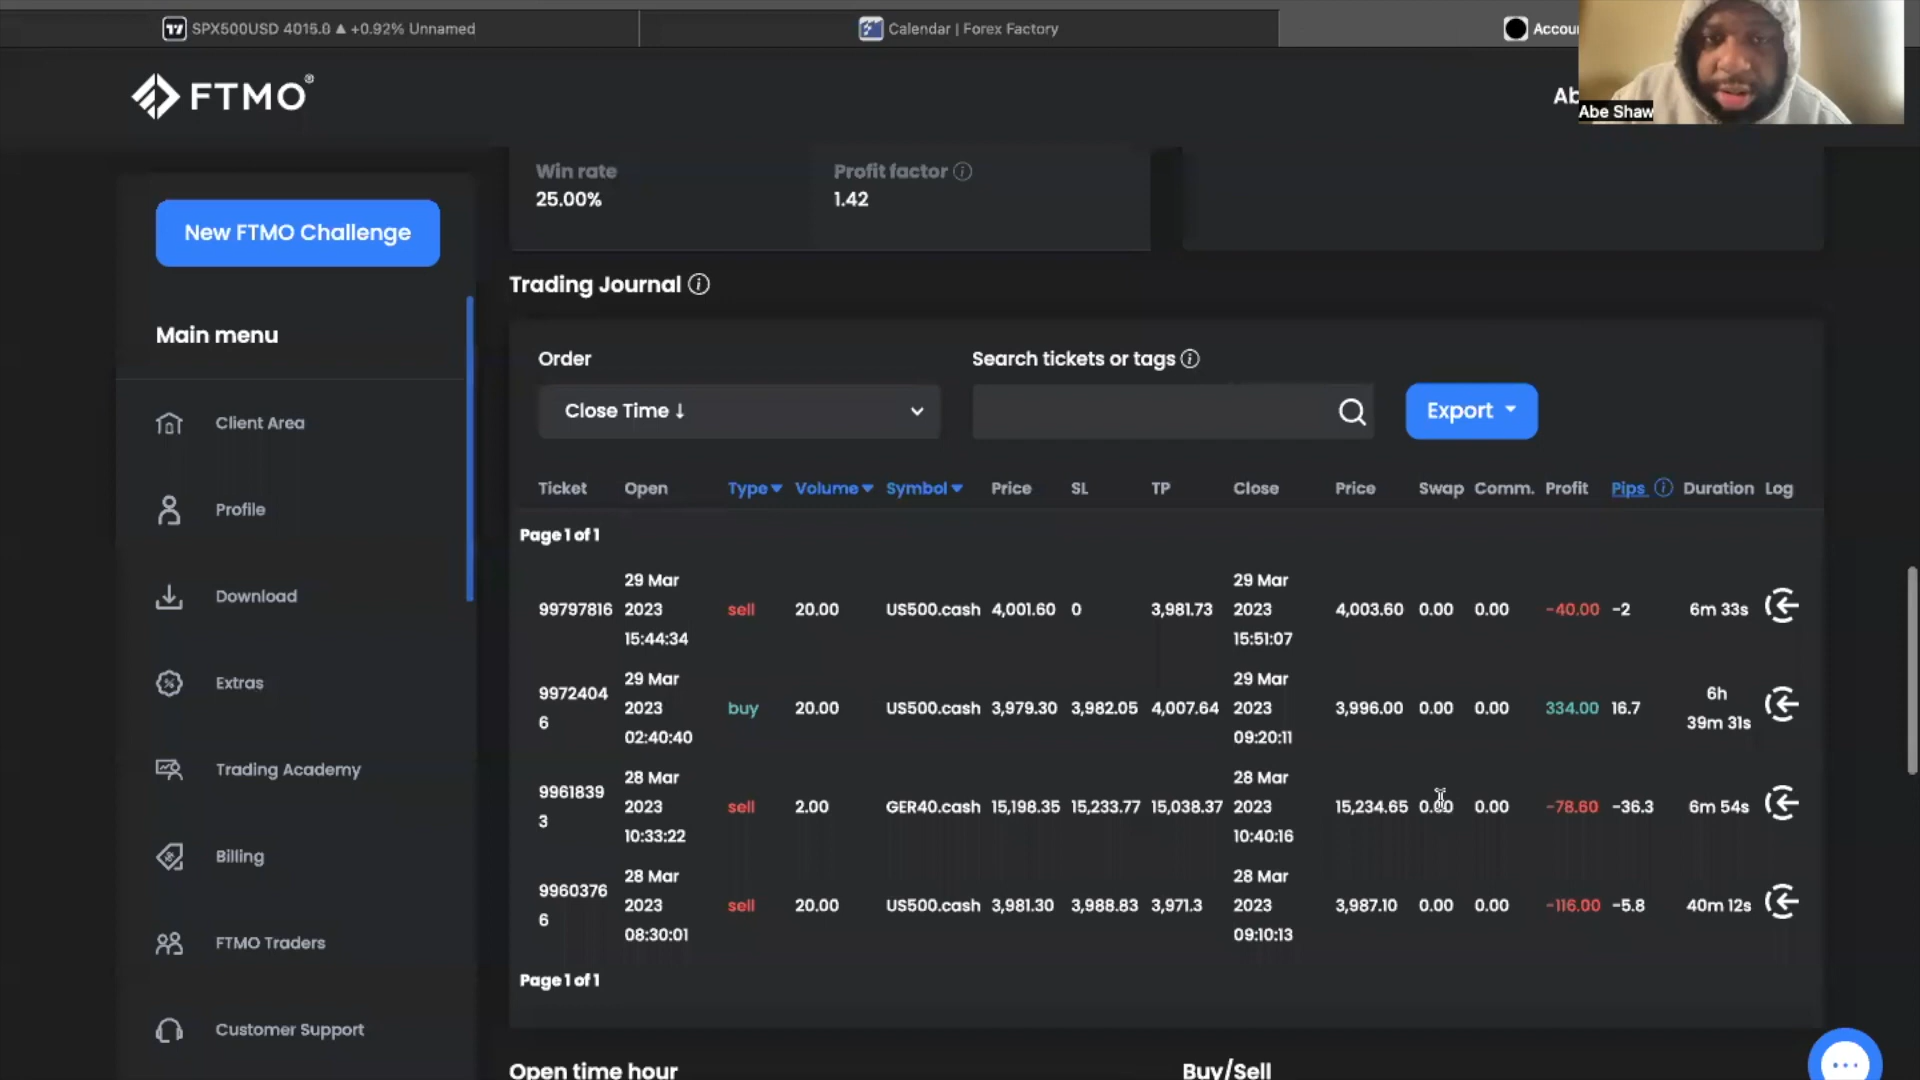 SPX500USD 4015.0 ▲ +0.92% Unnamed
Calendar | Forex Factory
Accou
FTMO®
Ab
Abe Shaw
Win rate
Profit factor
25.00%
1.42
New FTMO Challenge
Trading Journal
Main menu
Order
Search tickets or tags
Close Time ↓
Export
Client Area
Profile
Download
Extras
Trading Academy
Billing
FTMO Traders
Customer Support
Ticket Open Type Volume Symbol Price SL TP Close Price Swap Comm. Profit Pips Duration Log
Page 1 of 1
29 Mar 29 Mar
99797816 2023 sell 20.00 US500.cash 4,001.60 0 3,981.73 2023 4,003.60 0.00 0.00 -40.00 -2 6m 33s
15:44:34 15:51:07
29 Mar 29 Mar 6h
9972404 2023 buy 20.00 US500.cash 3,979.30 3,982.05 4,007.64 2023 3,996.00 0.00 0.00 334.00 16.7 39m 31s
6 02:40:40 09:20:11
28 Mar 28 Mar
9961839 2023 sell 2.00 GER40.cash 15,198.35 15,233.77 15,038.37 2023 15,234.65 0.00 0.00 -78.60 -36.3 6m 54s
3 10:33:22 10:40:16
28 Mar 28 Mar
9960376 2023 sell 20.00 US500.cash 3,981.30 3,988.83 3,971.3 2023 3,987.10 0.00 0.00 -116.00 -5.8 40m 12s
6 08:30:01 09:10:13
Page 1 of 1
Open time hour
Buy/Sell